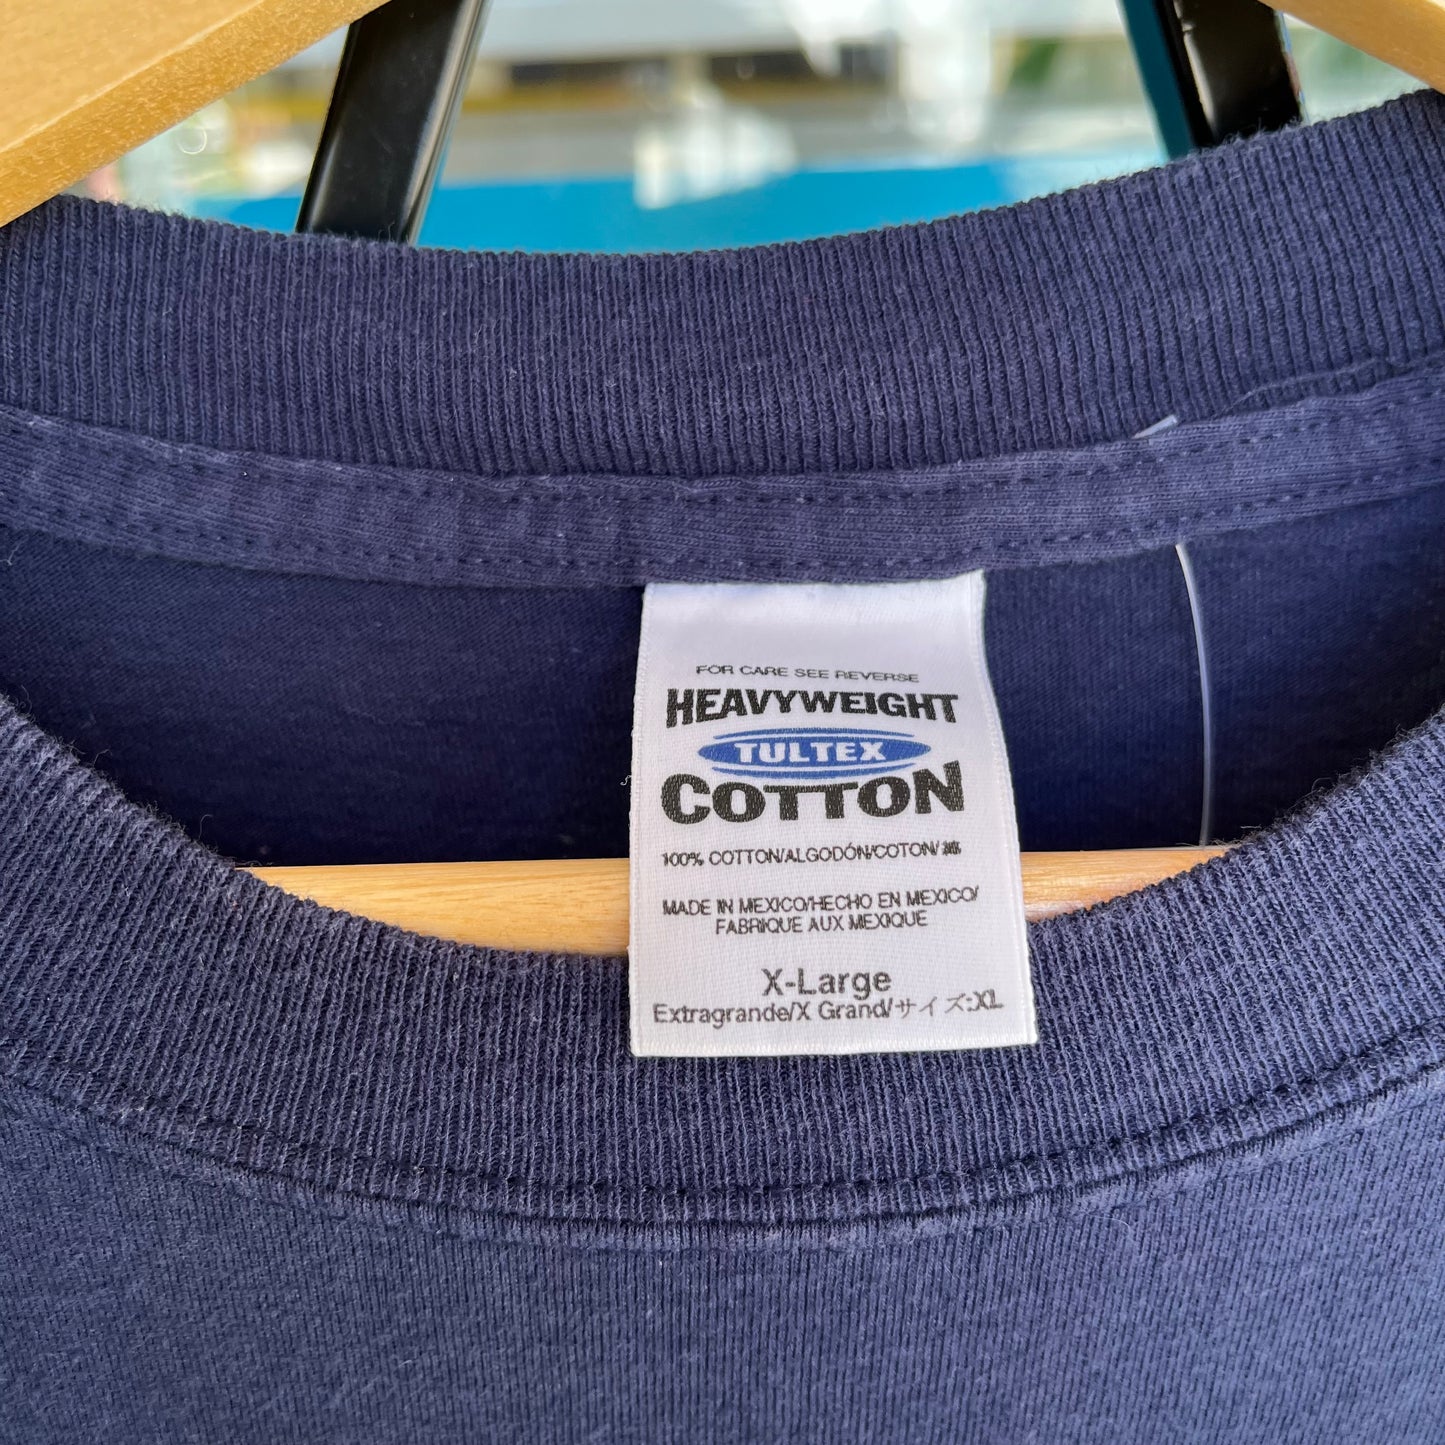 FOR CARE SEE REVERSE
HEAVYWEIGHT
TULTEX
COTTON
100% COTTON/ALGODÓN/COTON/綿
MADE IN MEXICO/HECHO EN MEXICO/
FABRIQUE AUX MEXIQUE
X-Large
Extragrande/X Grand/サイズ:XL